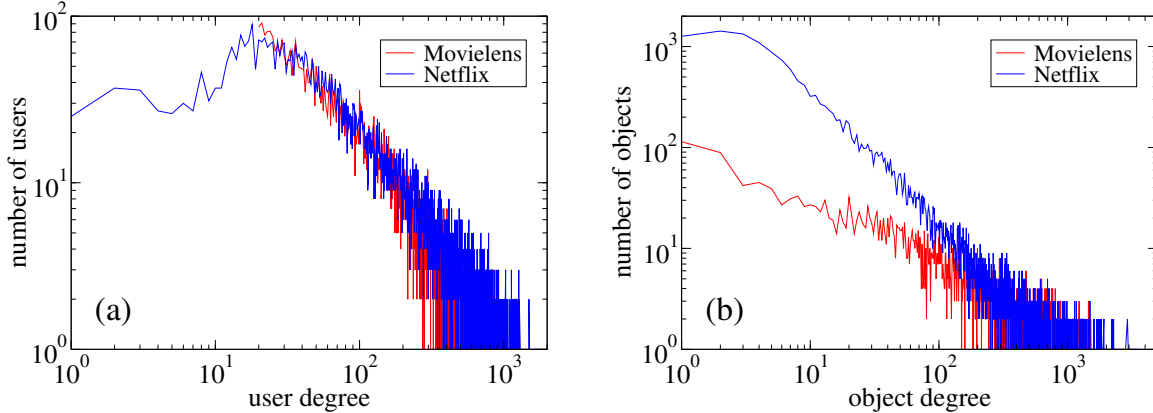 10^2
10^1
10^0
number of users
10^0
10^1
10^2
10^3
user degree
Movielens
Netflix
(a)
10^3
10^2
10^1
10^0
number of objects
10^0
10^1
10^2
10^3
object degree
Movielens
Netflix
(b)